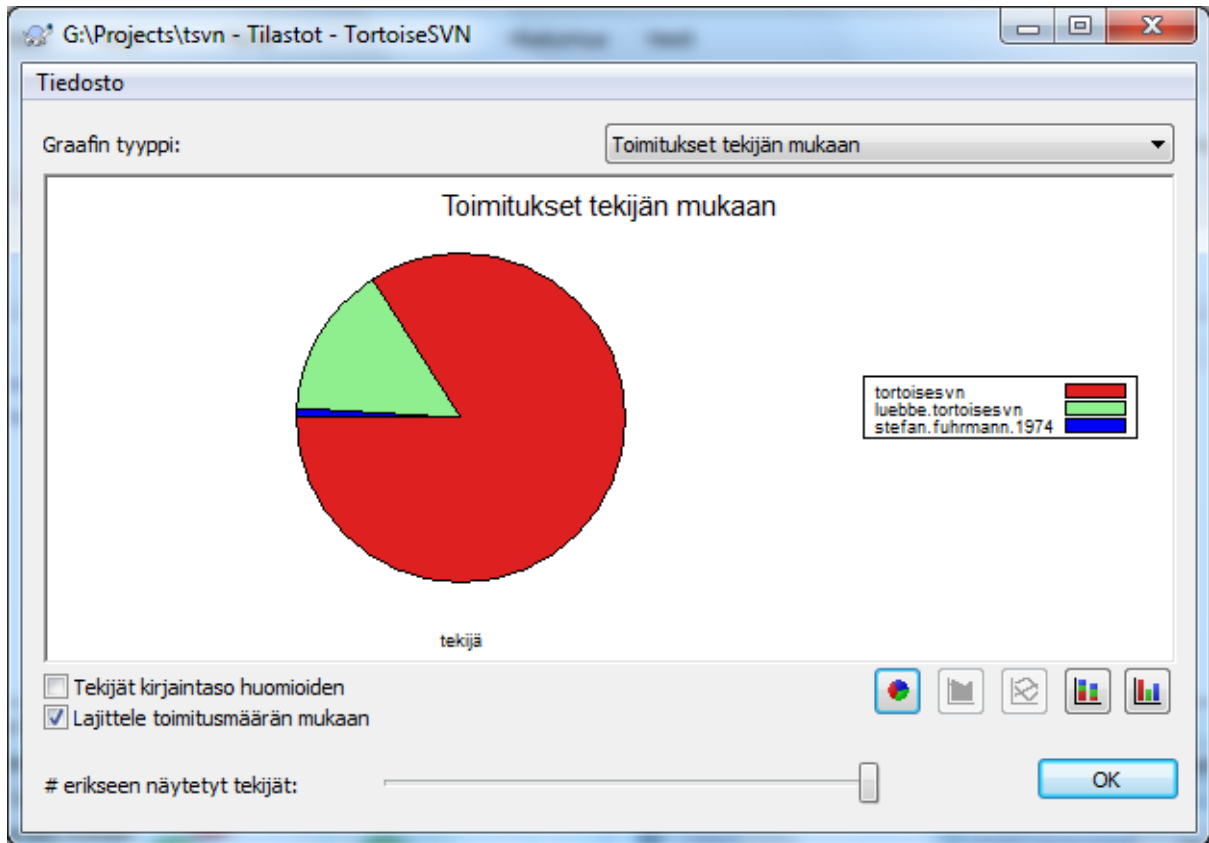 G:\Projects\tsvn - Tilastot - TortoiseSVN
Tiedosto
Graafin tyyppi:
Toimitukset tekijän mukaan
Toimitukset tekijän mukaan
tortoisesvn
luebbe.tortoisesvn
stefan.fuhrmann.1974
tekijä
Tekijät kirjaintaso huomioiden
Lajittele toimitusmäärän mukaan
# erikseen näytetyt tekijät:
OK